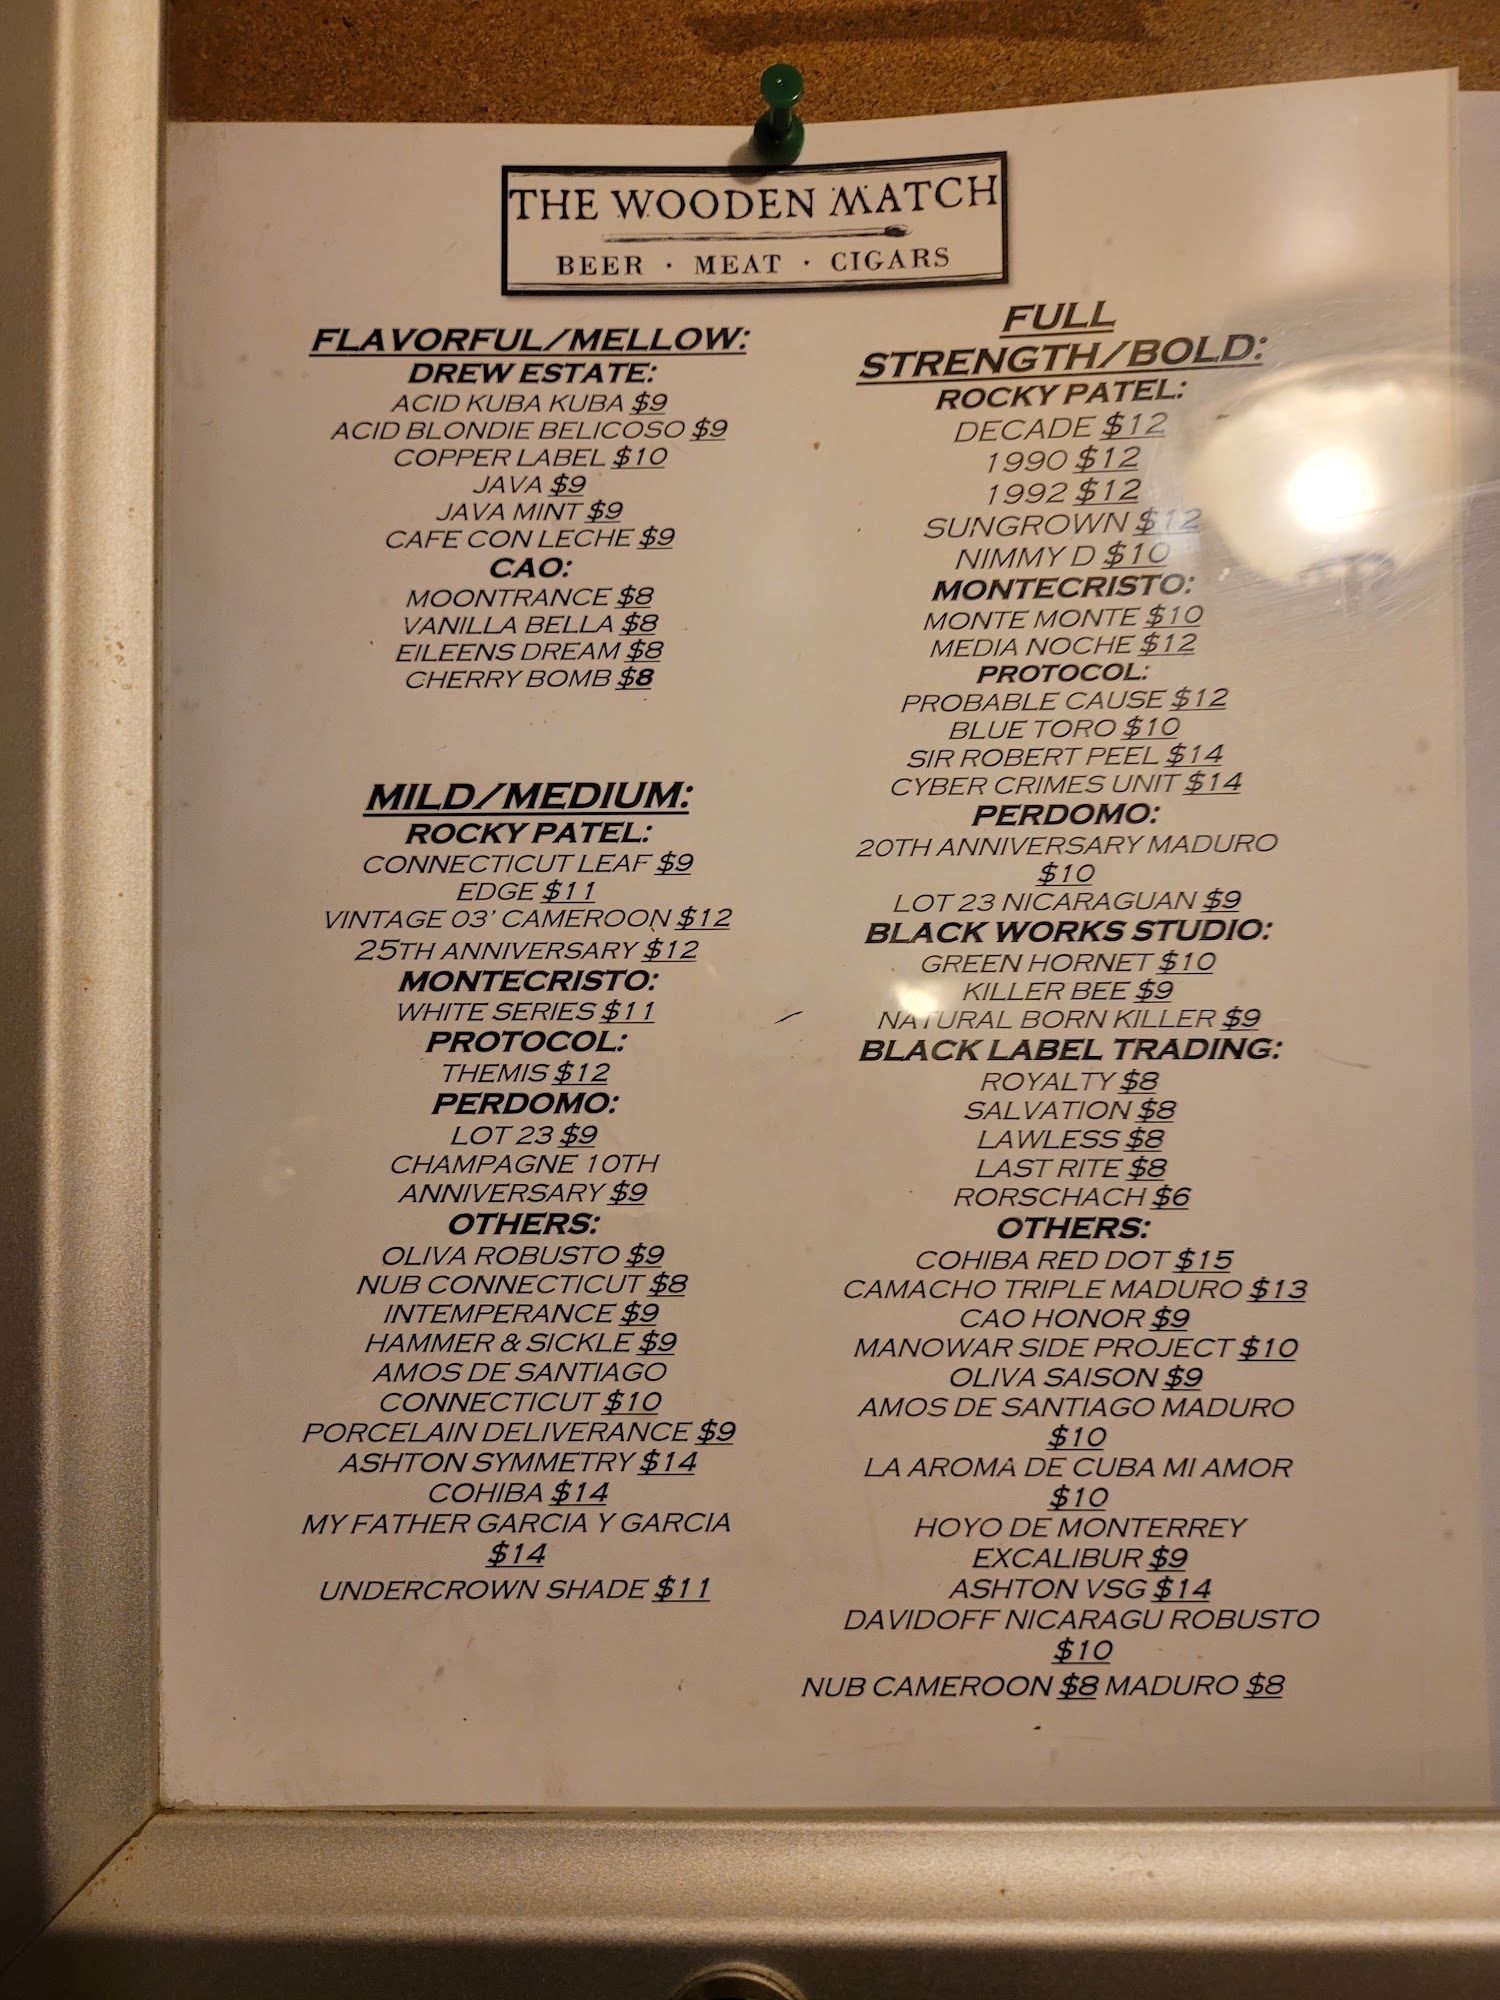 THE WOODEN MATCH
BEER · MEAT · CIGARS
FLAVORFUL/MELLOW:
DREW ESTATE:
ACID KUBA KUBA $9
ACID BLONDIE BELICOSO $9
COPPER LABEL $10
JAVA $9
JAVA MINT $9
CAFE CON LECHE $9
CAO:
MOONTRANCE $8
VANILLA BELLA $8
EILEENS DREAM $8
CHERRY BOMB $8
MILD/MEDIUM:
ROCKY PATEL:
CONNECTICUT LEAF $9
EDGE $11
VINTAGE 03' CAMEROON $12
25TH ANNIVERSARY $12
MONTECRISTO:
WHITE SERIES $11
PROTOCOL:
THEMIS $12
PERDOMO:
LOT 23 $9
CHAMPAGNE 10TH
ANNIVERSARY $9
OTHERS:
OLIVA ROBUSTO $9
NUB CONNECTICUT $8
INTEMPERANCE $9
HAMMER & SICKLE $9
AMOS DE SANTIAGO
CONNECTICUT $10
PORCELAIN DELIVERANCE $9
ASHTON SYMMETRY $14
COHIBA $14
MY FATHER GARCIA Y GARCIA
$14
UNDERCROWN SHADE $11
FULL
STRENGTH/BOLD:
ROCKY PATEL:
DECADE $12
1990 $12
1992 $12
SUNGROWN $12
NIMMY D $10
MONTECRISTO:
MONTE MONTE $10
MEDIA NOCHE $12
PROTOCOL:
PROBABLE CAUSE $12
BLUE TORO $10
SIR ROBERT PEEL $14
CYBER CRIMES UNIT $14
PERDOMO:
20TH ANNIVERSARY MADURO
$10
LOT 23 NICARAGUAN $9
BLACK WORKS STUDIO:
GREEN HORNET $10
KILLER BEE $9
NATURAL BORN KILLER $9
BLACK LABEL TRADING:
ROYALTY $8
SALVATION $8
LAWLESS $8
LAST RITE $8
RORSCHACH $6
OTHERS:
COHIBA RED DOT $15
CAMACHO TRIPLE MADURO $13
CAO HONOR $9
MANOWAR SIDE PROJECT $10
OLIVA SAISON $9
AMOS DE SANTIAGO MADURO
$10
LA AROMA DE CUBA MI AMOR
$10
HOYO DE MONTERREY
EXCALIBUR $9
ASHTON VSG $14
DAVIDOFF NICARAGU ROBUSTO
$10
NUB CAMEROON $8 MADURO $8